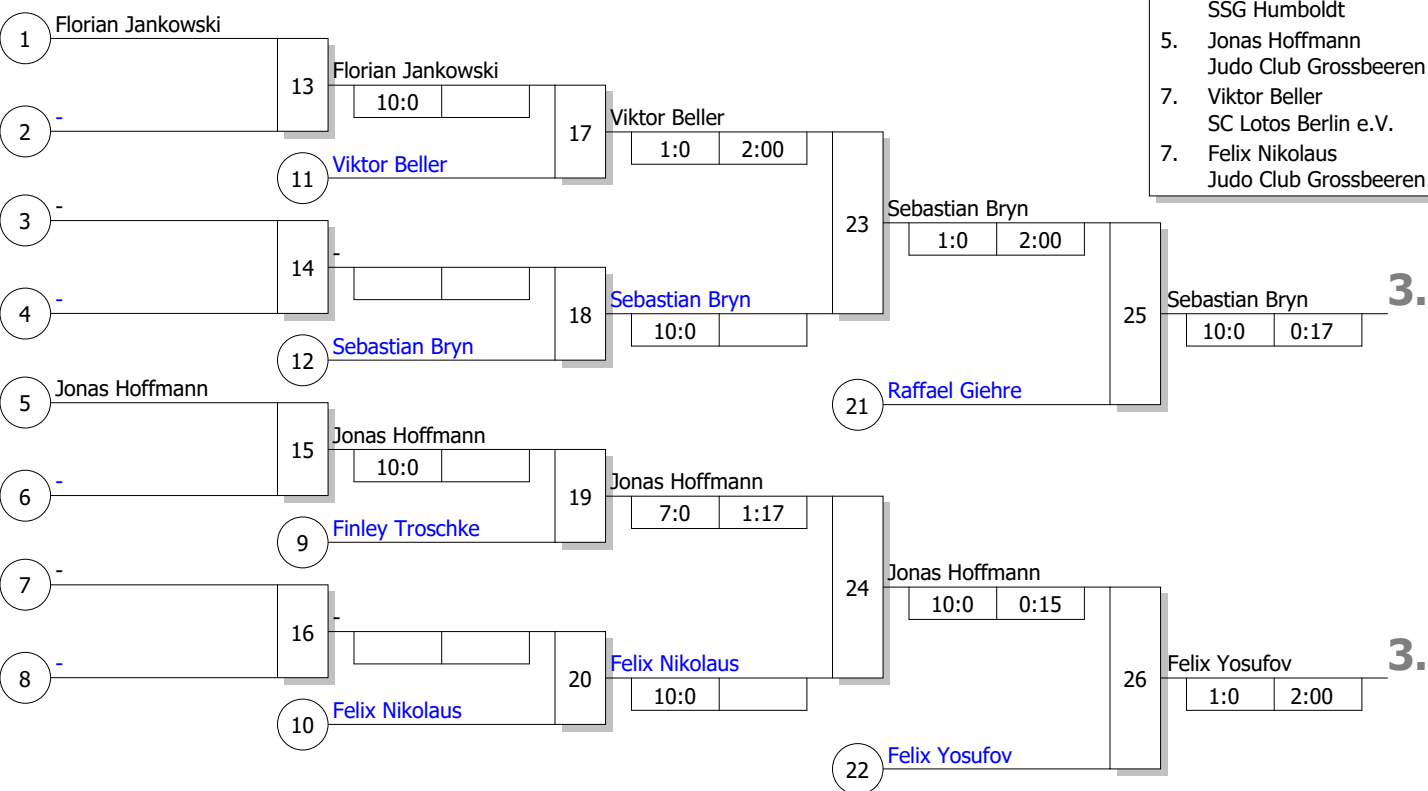 SSG Humboldt
5. Jonas Hoffmann
Judo Club Grossbeeren
7. Viktor Beller
SC Lotos Berlin e.V.
7. Felix Nikolaus
Judo Club Grossbeeren
1 Florian Jankowski
2 -
13 Florian Jankowski
10:0
11 Viktor Beller
17 Viktor Beller
1:0 2:00
3 -
4 -
14 -
12 Sebastian Bryn
18 Sebastian Bryn
10:0
23 Sebastian Bryn
1:0 2:00
21 Raffael Giehre
25 Sebastian Bryn 3.
10:0 0:17
5 Jonas Hoffmann
6 -
15 Jonas Hoffmann
10:0
9 Finley Troschke
19 Jonas Hoffmann
7:0 1:17
7 -
8 -
16 -
10 Felix Nikolaus
20 Felix Nikolaus
10:0
24 Jonas Hoffmann
10:0 0:15
22 Felix Yosufov
26 Felix Yosufov 3.
1:0 2:00